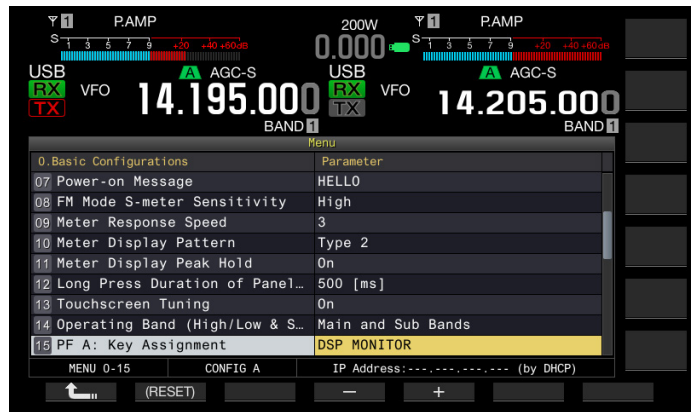 1 P.AMP 200W 1 P.AMP
S 1 3 5 7 9 +20 +40 +60dB 0.000 S 1 3 5 7 9 +20 +40 +60dB
USB A AGC-S USB A AGC-S
RX VFO 14.195.000 RX VFO 14.205.000
TX TX
BAND 1 BAND 1
Menu
0.Basic Configurations Parameter
07 Power-on Message HELLO
08 FM Mode S-meter Sensitivity High
09 Meter Response Speed 3
10 Meter Display Pattern Type 2
11 Meter Display Peak Hold On
12 Long Press Duration of Panel… 500 [ms]
13 Touchscreen Tuning On
14 Operating Band (High/Low & S… Main and Sub Bands
15 PF A: Key Assignment DSP MONITOR
MENU 0-15 CONFIG A IP Address:---.---.---.--- (by DHCP)
(RESET) − +